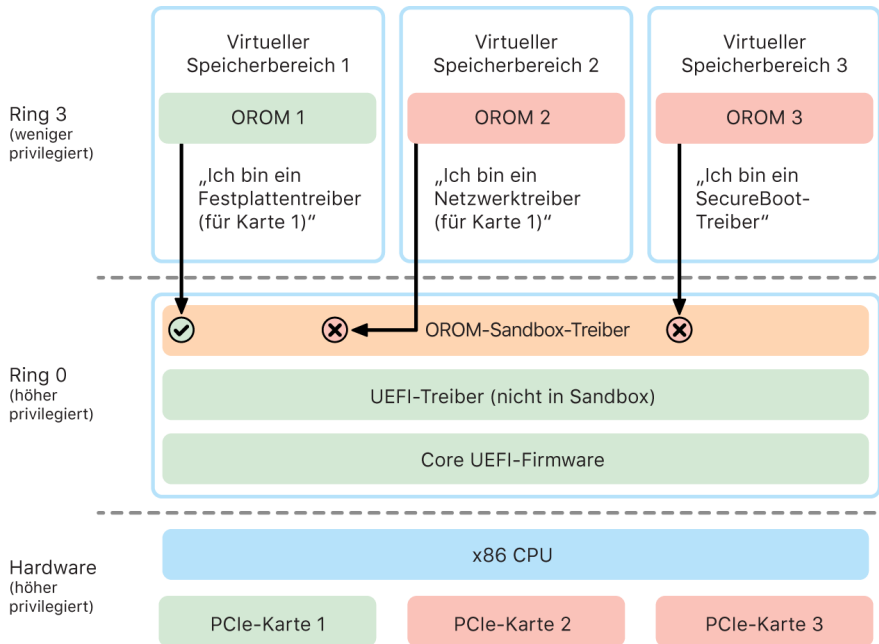 Virtueller
Speicherbereich 1
Virtueller
Speicherbereich 2
Virtueller
Speicherbereich 3
Ring 3
(weniger
privilegiert)
OROM 1
OROM 2
OROM 3
„Ich bin ein
Festplattentreiber
(für Karte 1)“
„Ich bin ein
Netzwerktreiber
(für Karte 1)“
„Ich bin ein
SecureBoot-
Treiber“
Ring 0
(höher
privilegiert)
OROM-Sandbox-Treiber
UEFI-Treiber (nicht in Sandbox)
Core UEFI-Firmware
Hardware
(höher
privilegiert)
x86 CPU
PCIe-Karte 1
PCIe-Karte 2
PCIe-Karte 3